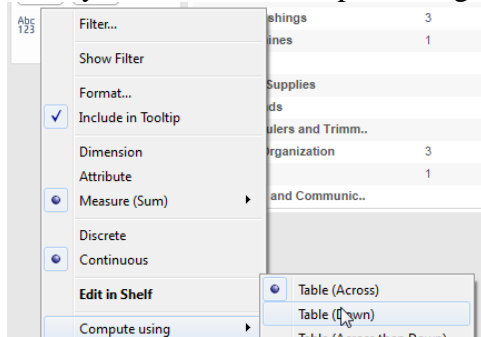 Abc
123
Filter...
Show Filter
Format...
Include in Tooltip
Dimension
Attribute
Measure (Sum)
Discrete
Continuous
Edit in Shelf
Compute using
Table (Across)
Table (Down)
shings 3
ines 1
Supplies
ds
ulers and Trimm..
Organization 3
1
and Communic..